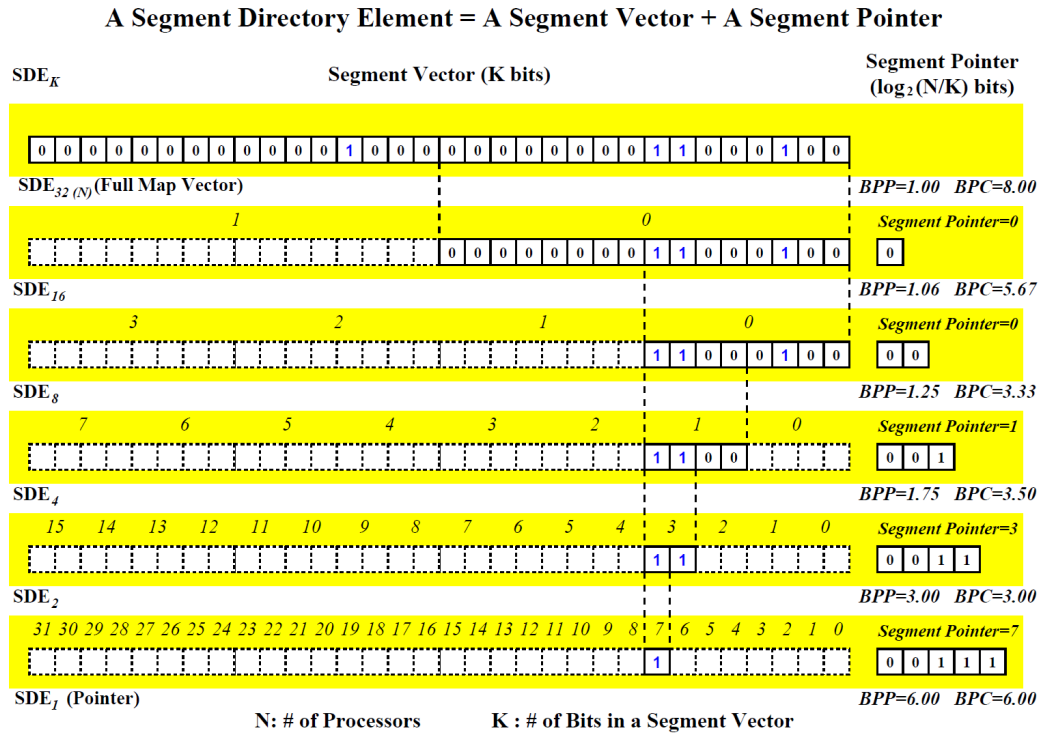 A Segment Directory Element = A Segment Vector + A Segment Pointer
SDE_K Segment Vector (K bits) Segment Pointer
(log₂(N/K) bits)
0 0 0 0 0 0 0 0 0 0 0 0 1 0 0 0 0 0 0 0 0 0 0 0 1 1 0 0 0 1 0 0
SDE_32 (N) (Full Map Vector) BPP=1.00 BPC=8.00
1 0 Segment Pointer=0
0 0 0 0 0 0 0 0 1 1 0 0 0 1 0 0 0
SDE_16 BPP=1.06 BPC=5.67
3 2 1 0 Segment Pointer=0
1 1 0 0 0 1 0 0 0 0
SDE_8 BPP=1.25 BPC=3.33
7 6 5 4 3 2 1 0 Segment Pointer=1
1 1 0 0 0 0 1
SDE_4 BPP=1.75 BPC=3.50
15 14 13 12 11 10 9 8 7 6 5 4 3 2 1 0 Segment Pointer=3
1 1 0 0 1 1
SDE_2 BPP=3.00 BPC=3.00
31 30 29 28 27 26 25 24 23 22 21 20 19 18 17 16 15 14 13 12 11 10 9 8 7 6 5 4 3 2 1 0 Segment Pointer=7
1 0 0 1 1 1
SDE_1 (Pointer) BPP=6.00 BPC=6.00
N: # of Processors K : # of Bits in a Segment Vector